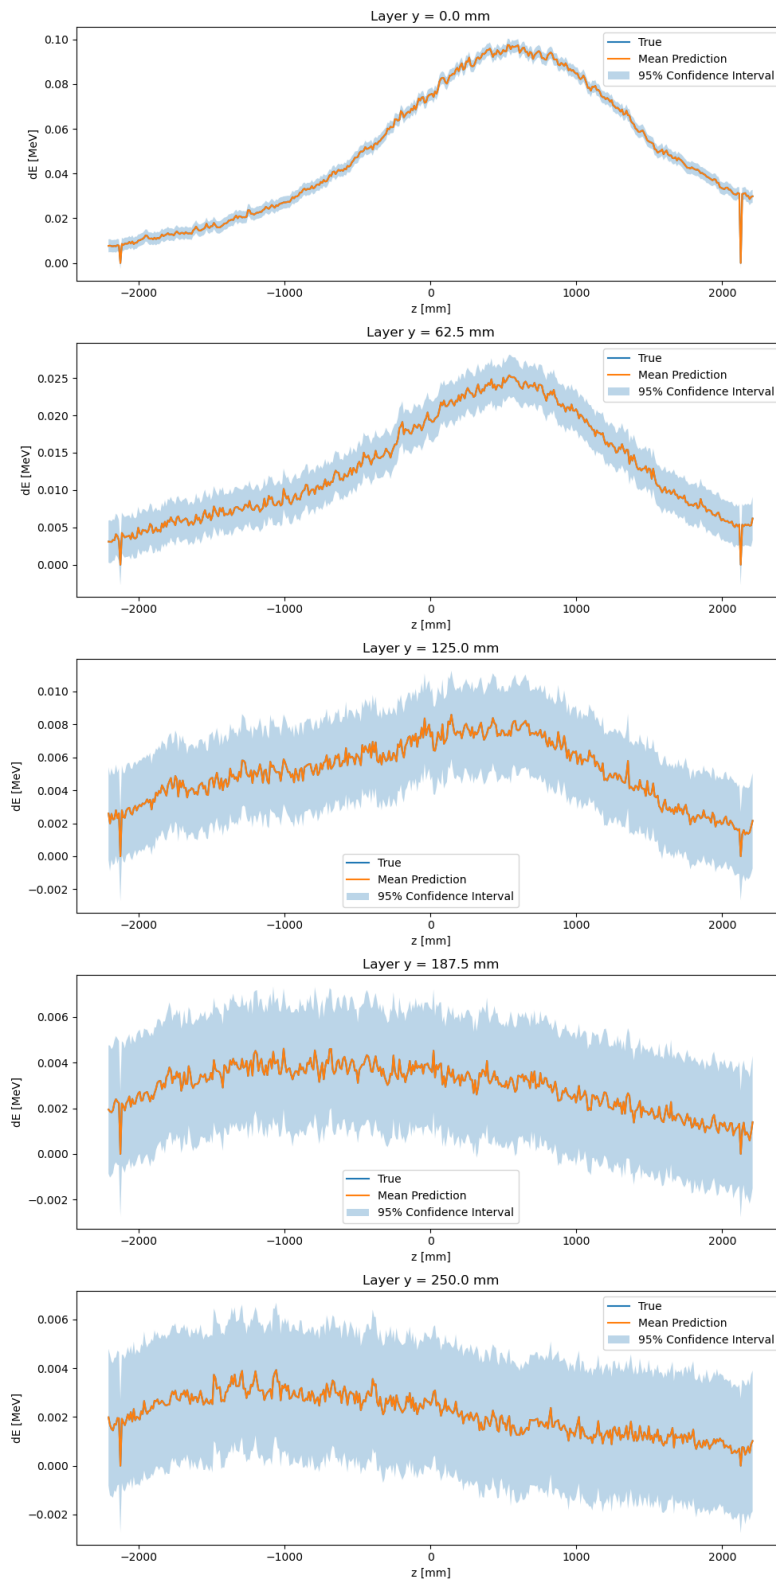 Layer y = 0.0 mm
0.10
0.08
0.06
0.04
0.02
0.00
dE [MeV]
True
Mean Prediction
95% Confidence Interval
−2000
−1000
0
1000
2000
z [mm]
Layer y = 62.5 mm
0.025
0.020
0.015
0.010
0.005
0.000
dE [MeV]
True
Mean Prediction
95% Confidence Interval
−2000
−1000
0
1000
2000
z [mm]
Layer y = 125.0 mm
0.010
0.008
0.006
0.004
0.002
0.000
−0.002
dE [MeV]
True
Mean Prediction
95% Confidence Interval
−2000
−1000
0
1000
2000
z [mm]
Layer y = 187.5 mm
0.006
0.004
0.002
0.000
−0.002
dE [MeV]
True
Mean Prediction
95% Confidence Interval
−2000
−1000
0
1000
2000
z [mm]
Layer y = 250.0 mm
0.006
0.004
0.002
0.000
−0.002
dE [MeV]
True
Mean Prediction
95% Confidence Interval
−2000
−1000
0
1000
2000
z [mm]